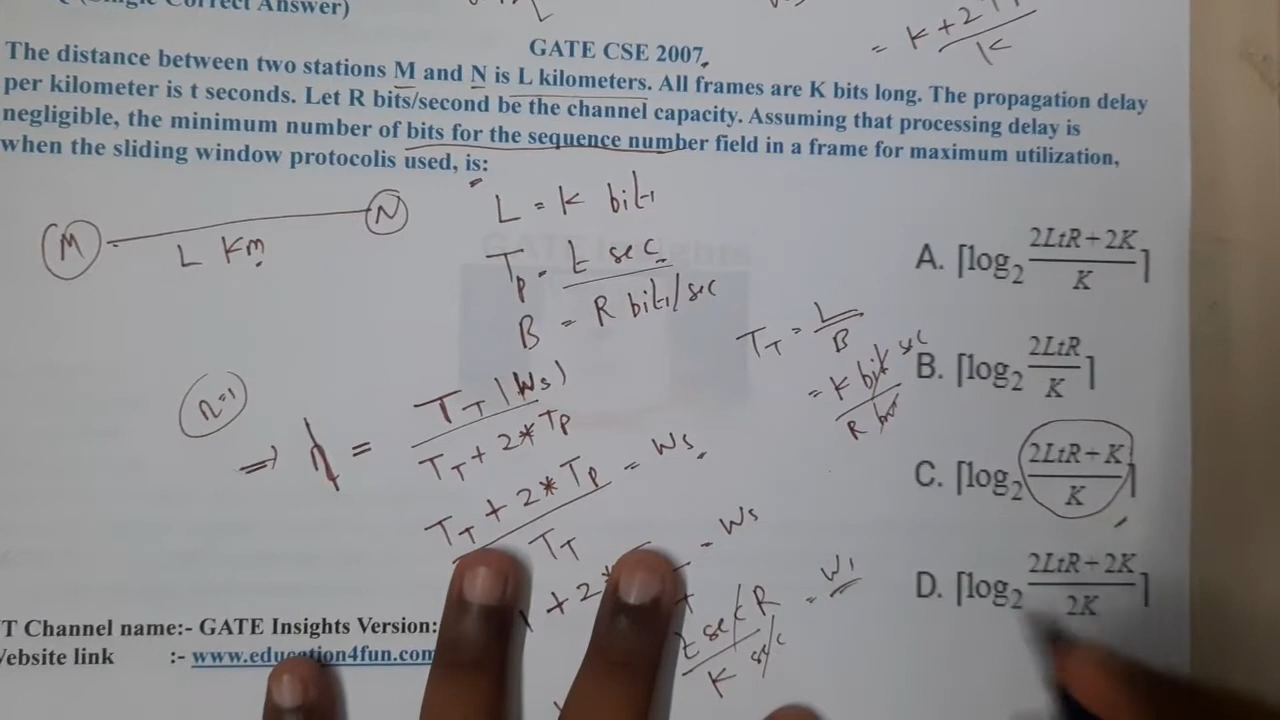 GATE CSE 2007
The distance between two stations M and N is L kilometers. All frames are K bits long. The propagation delay
per kilometer is t seconds. Let R bits/second be the channel capacity. Assuming that processing delay is
negligible, the minimum number of bits for the sequence number field in a frame for maximum utilization,
when the sliding window protocolis used, is:
= K + 2
K
M N
L Km
L = K bits
Tp = t sec
B = R bits/sec
TT = L/B
= K bit sec
R bit
n=1
⇒ η = TT (Ws)
TT + 2*Tp
TT + 2*Tp = Ws
TT
1 + 2* = Ws
t sec R = Ws
K sec
A. ⌈log2 2LtR+2K / K⌉
B. ⌈log2 2LtR / K⌉
C. ⌈log2 2LtR+K / K⌉
D. ⌈log2 2LtR+2K / 2K⌉
T Channel name:- GATE Insights Version:
Website link :- www.education4fun.com